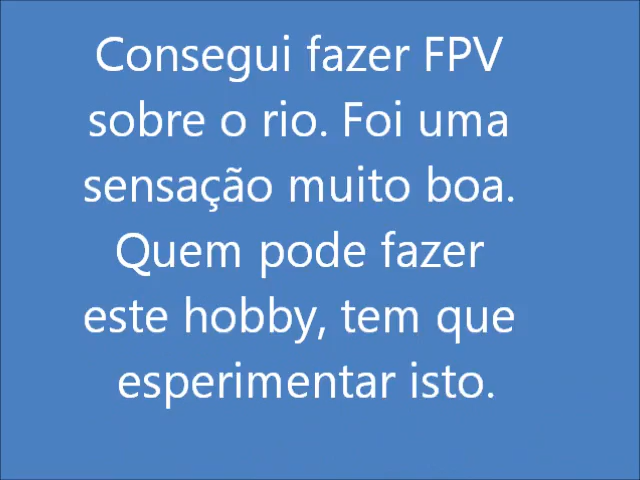 Consegui fazer FPV
sobre o rio. Foi uma
sensação muito boa.
Quem pode fazer
este hobby, tem que
esperimentar isto.